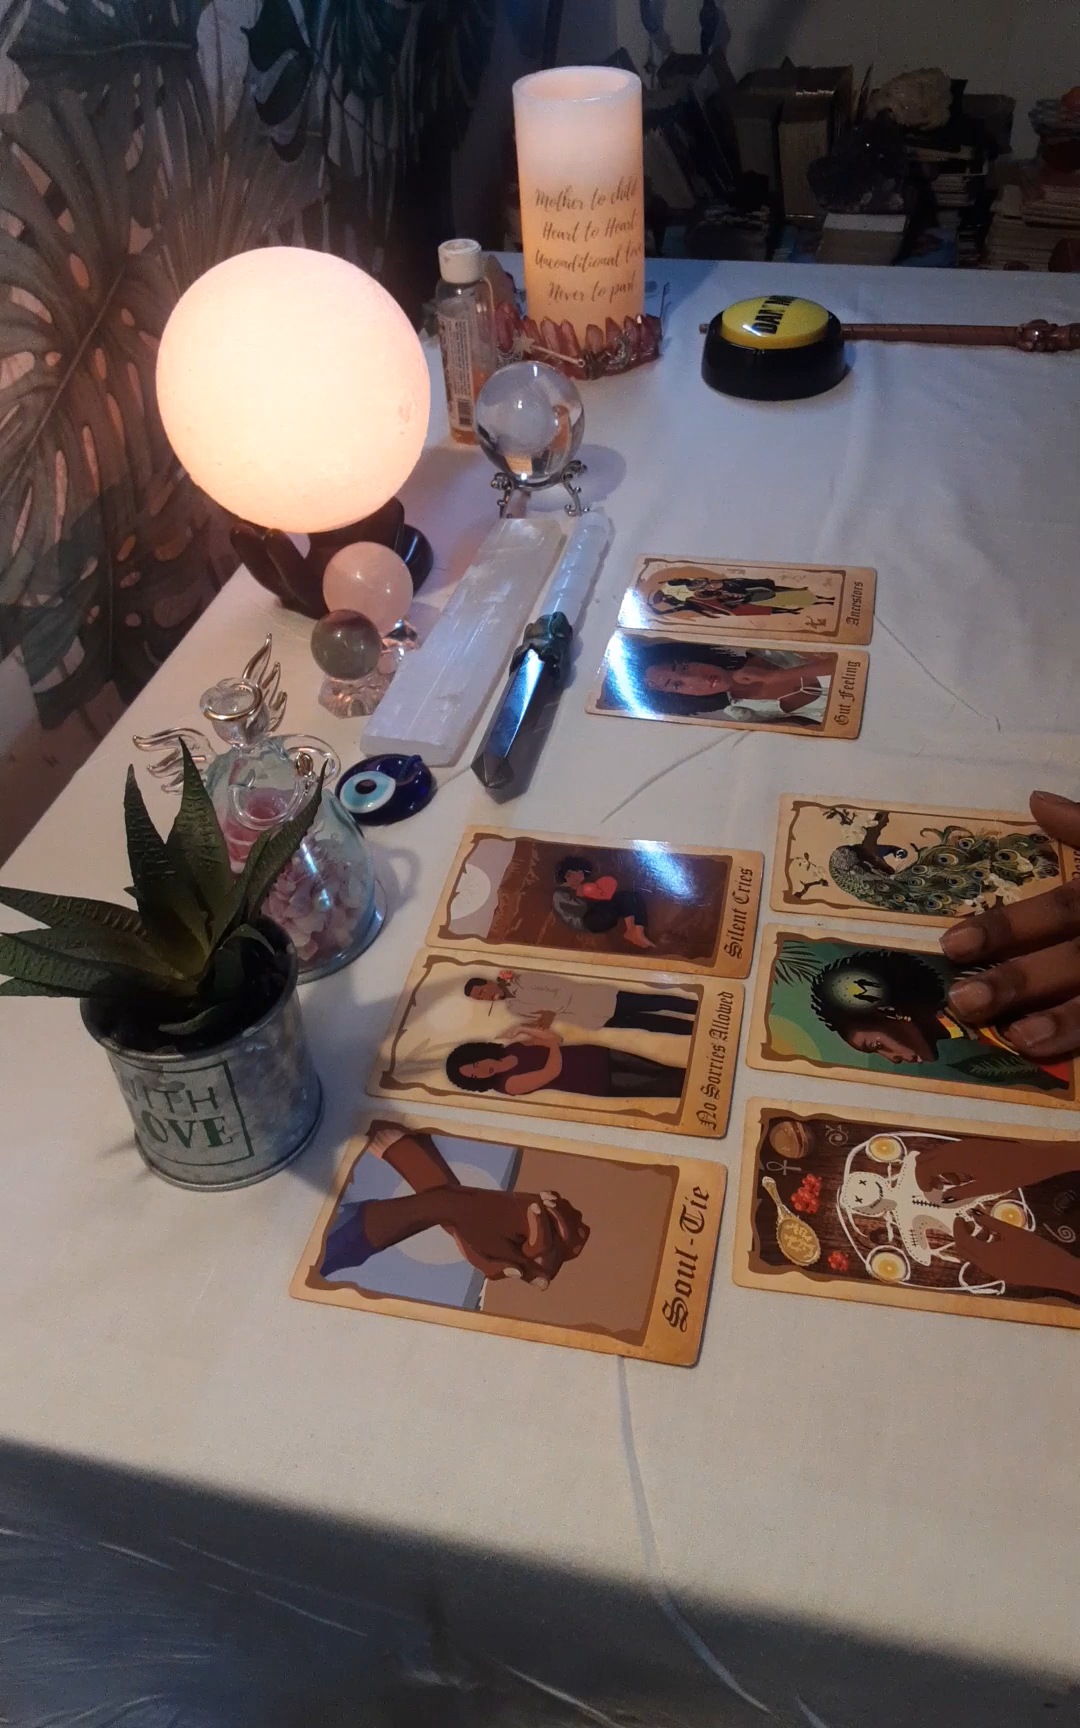 Mother to child
Heart to Heart
Unconditional love
Never to part
Ancestors
Gut Feeling
Silent Cries
No Sorries Allowed
Soul-Tie
WITH
LOVE